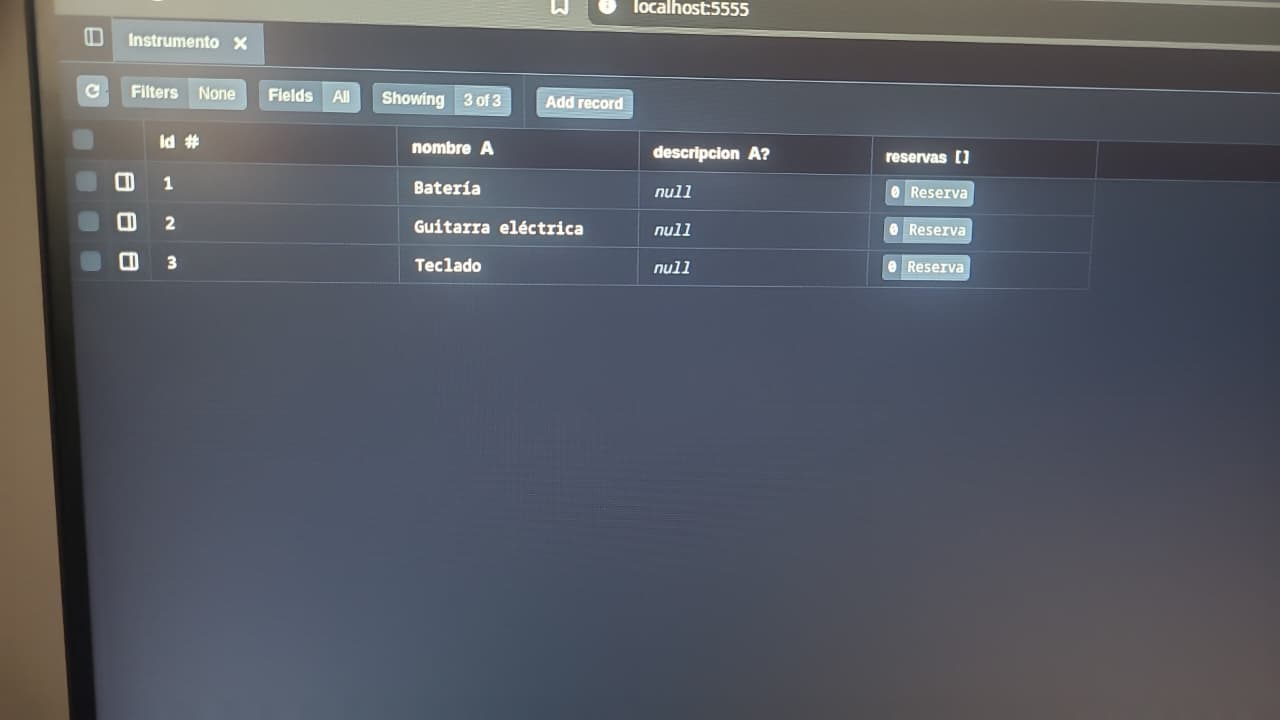 localhost:5555
Instrumento
Filters None Fields All Showing 3 of 3 Add record
Id # nombre A descripcion A? reservas []
1 Batería null 0 Reserva
2 Guitarra eléctrica null 0 Reserva
3 Teclado null 0 Reserva